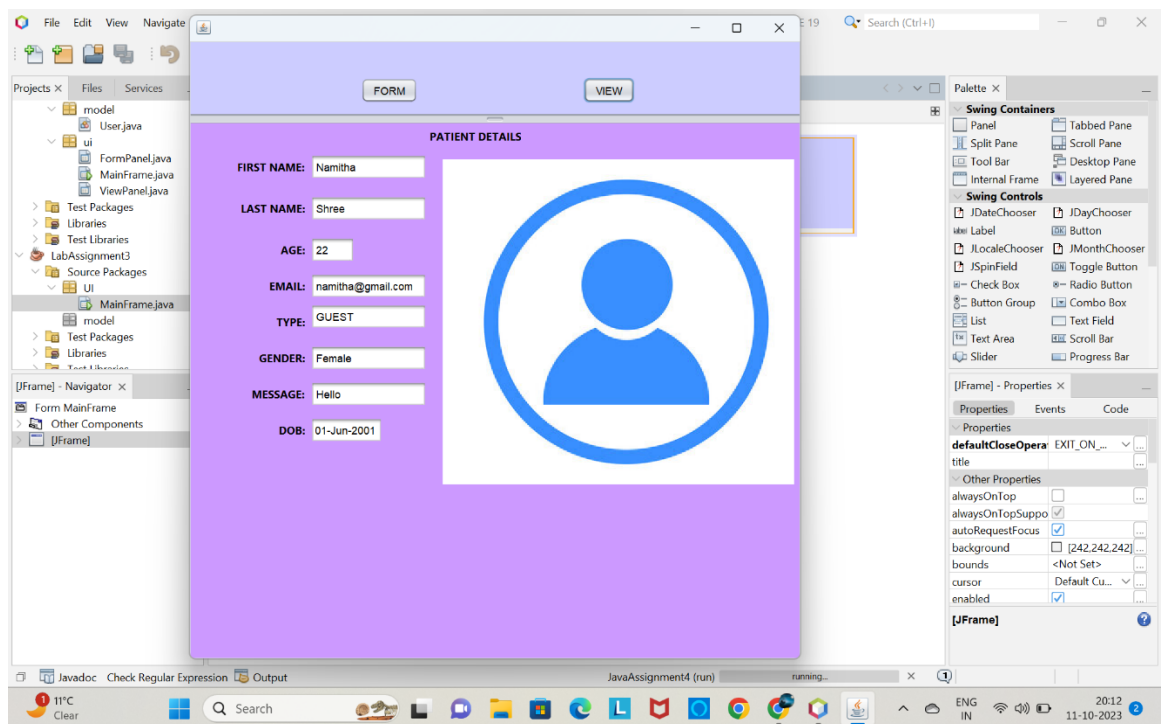 File Edit View Navigate
E 19
Search (Ctrl+I)
Projects
Files
Services
model
User.java
ui
FormPanel.java
MainFrame.java
ViewPanel.java
Test Packages
Libraries
Test Libraries
LabAssignment3
Source Packages
UI
MainFrame.java
model
Test Packages
Libraries
Test Libraries
[JFrame] - Navigator
Form MainFrame
Other Components
[JFrame]
FORM
VIEW
PATIENT DETAILS
FIRST NAME: Namitha
LAST NAME: Shree
AGE: 22
EMAIL: namitha@gmail.com
TYPE: GUEST
GENDER: Female
MESSAGE: Hello
DOB: 01-Jun-2001
Palette
Swing Containers
Panel Tabbed Pane
Split Pane Scroll Pane
Tool Bar Desktop Pane
Internal Frame Layered Pane
Swing Controls
JDateChooser JDayChooser
label Label OK Button
JLocaleChooser JMonthChooser
JSpinField ON Toggle Button
Check Box Radio Button
Button Group Combo Box
List Text Field
Text Area Scroll Bar
Slider Progress Bar
[JFrame] - Properties
Properties Events Code
Properties
defaultCloseOpera EXIT_ON_... ...
title ...
Other Properties
alwaysOnTop ...
alwaysOnTopSuppo
autoRequestFocus ...
background [242,242,242] ...
bounds <Not Set> ...
cursor Default Cu... ...
enabled ...
[JFrame]
Javadoc Check Regular Expression Output
JavaAssignment4 (run)
running...
1
1
11°C
Clear
Search
L
ENG
IN
20:12
11-10-2023
2